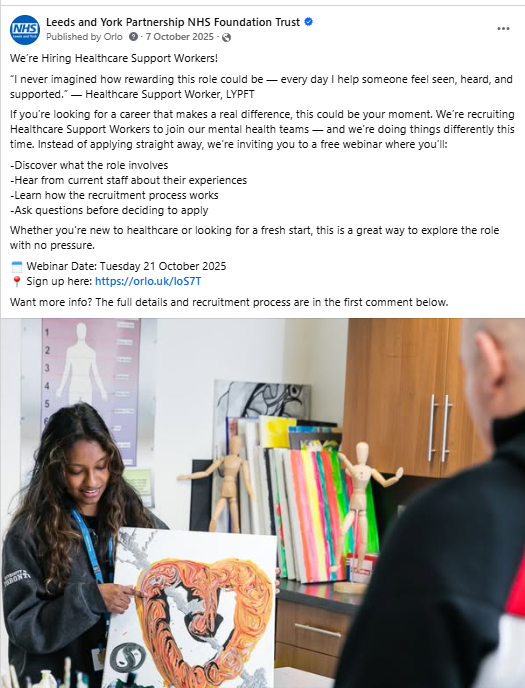 NHS
Leeds and York Partnership NHS Foundation Trust
Published by Orlo · 7 October 2025 ·
We're Hiring Healthcare Support Workers!
"I never imagined how rewarding this role could be — every day I help someone feel seen, heard, and
supported." — Healthcare Support Worker, LYPFT
If you're looking for a career that makes a real difference, this could be your moment. We're recruiting
Healthcare Support Workers to join our mental health teams — and we're doing things differently this
time. Instead of applying straight away, we're inviting you to a free webinar where you'll:
-Discover what the role involves
-Hear from current staff about their experiences
-Learn how the recruitment process works
-Ask questions before deciding to apply
Whether you're new to healthcare or looking for a fresh start, this is a great way to explore the role
with no pressure.
🗓️ Webinar Date: Tuesday 21 October 2025
📍 Sign up here: https://orlo.uk/IoS7T
Want more info? The full details and recruitment process are in the first comment below.
1
2
3
4
5